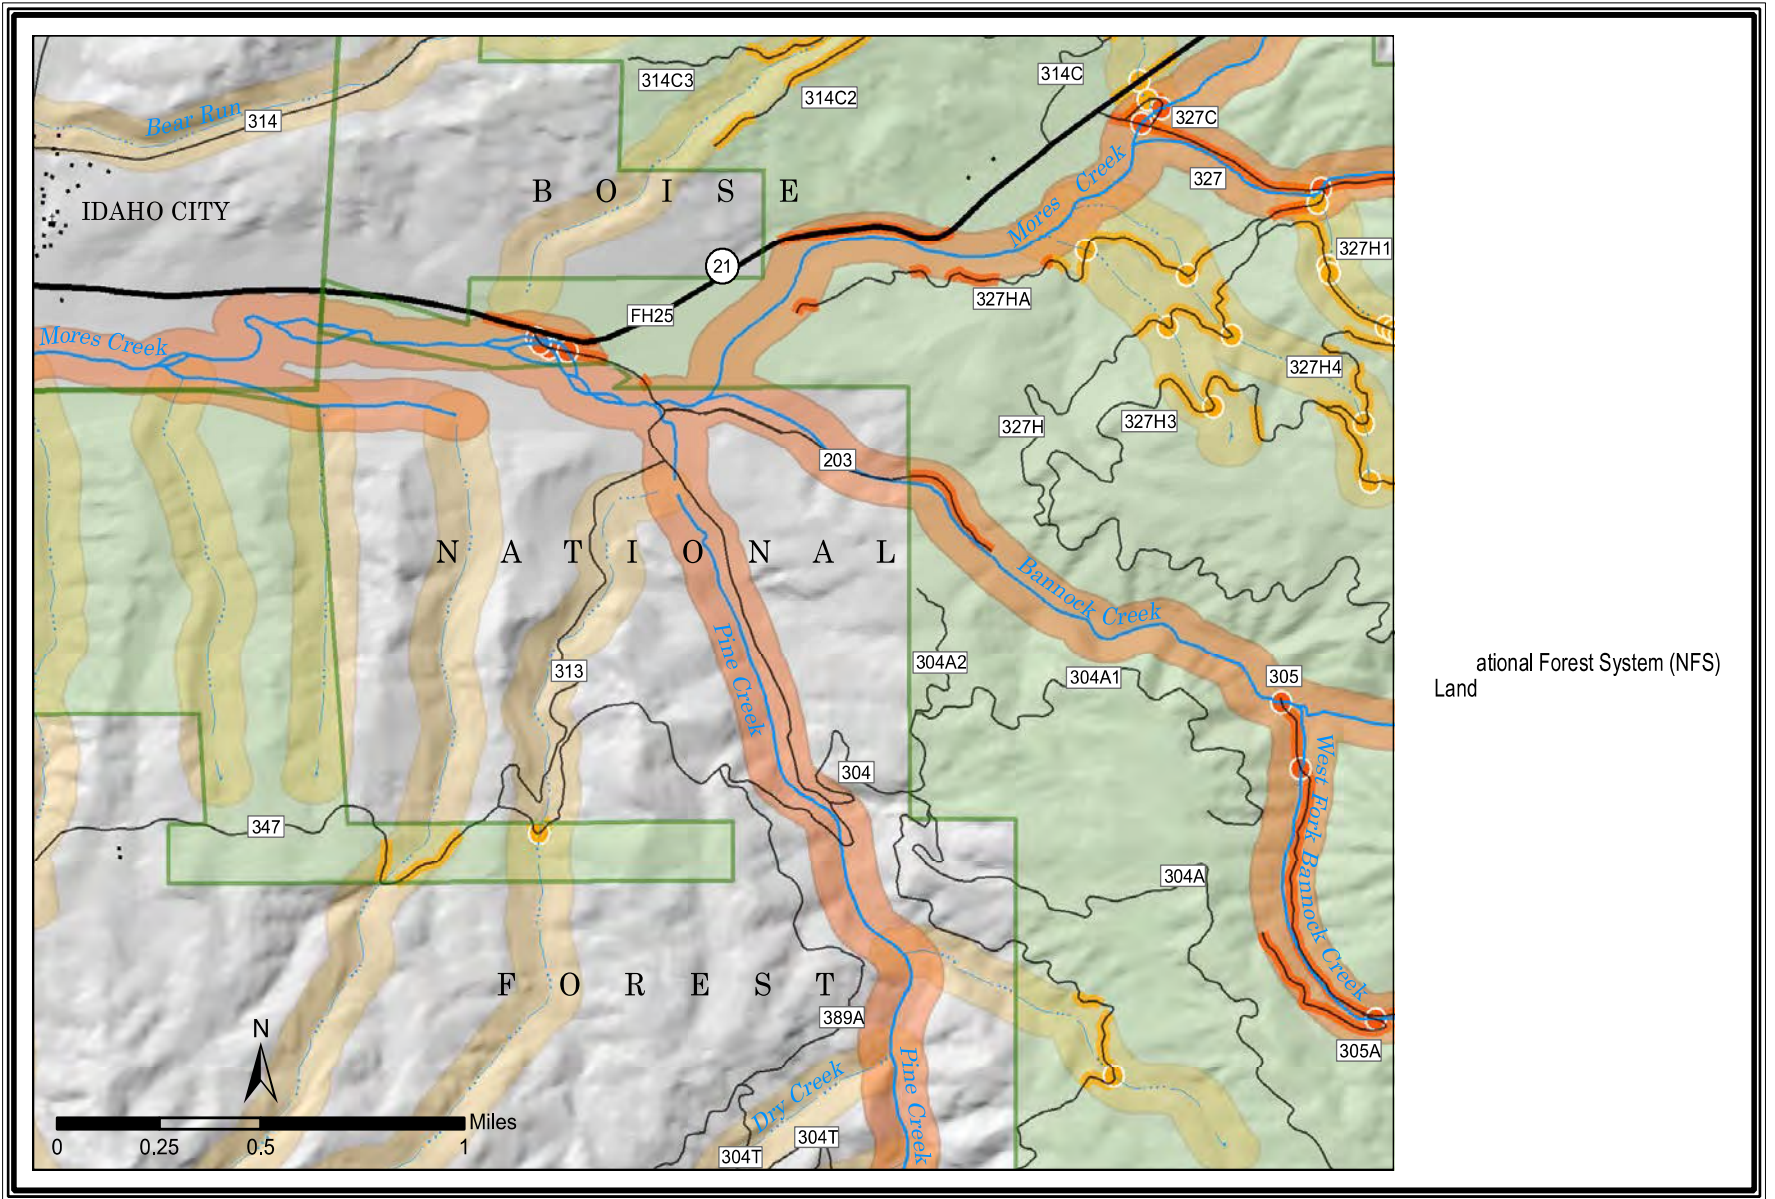 314C3
314C
314C2
Bear Run
314
327C
IDAHO CITY
B O I S E
Mores Creek
327
327H1
21
327HA
FH25
Mores Creek
327H4
327H
327H3
203
N A T I O N A L
Bannock Creek
Pine Creek
304A2
304A1
305
313
ational Forest System (NFS)
Land
West Fork Bannock Creek
304
347
304A
F O R E S T
389A
N
305A
Dry Creek
Pine Creek
Miles
0 0.25 0.5 1
304T
304T